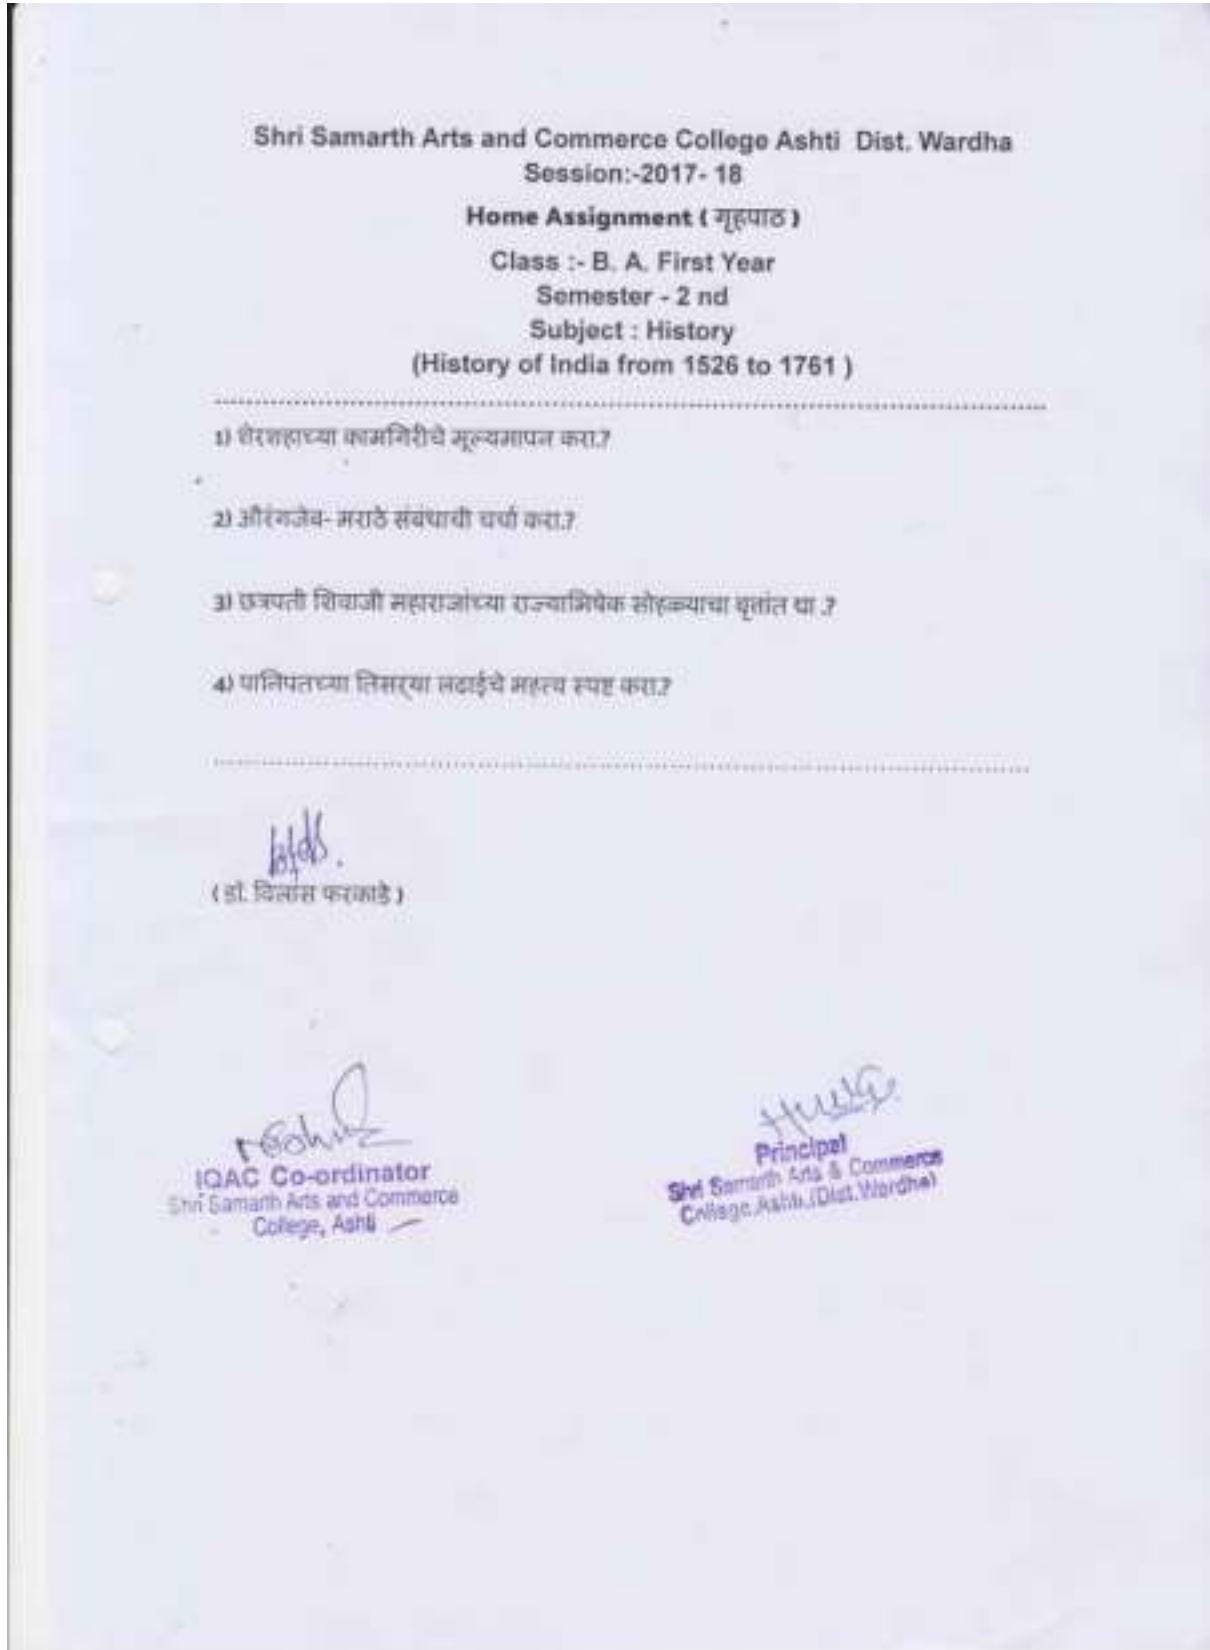 Shri Samarth Arts and Commerce College Ashti Dist. Wardha
Session:-2017- 18
Home Assignment ( गृहपाठ )
Class :- B. A. First Year
Semester - 2 nd
Subject : History
(History of India from 1526 to 1761 )
1) शेरशहाच्या कामगिरीचे मूल्यमापन करा.?
2) औरंगजेब- मराठे संबंधाची चर्चा करा.?
3) छत्रपती शिवाजी महाराजांच्या राज्याभिषेक सोहळ्याचा वृत्तांत द्या .?
4) पानिपतच्या तिसऱ्या लढाईचे महत्व स्पष्ट करा.?
( डॉ. विलास फरकाडे )
IQAC Co-ordinator
Shri Samarth Arts and Commerce
College, Ashti
Principal
Shri Samarth Arts & Commerce
College, Ashti, (Dist. Wardha)